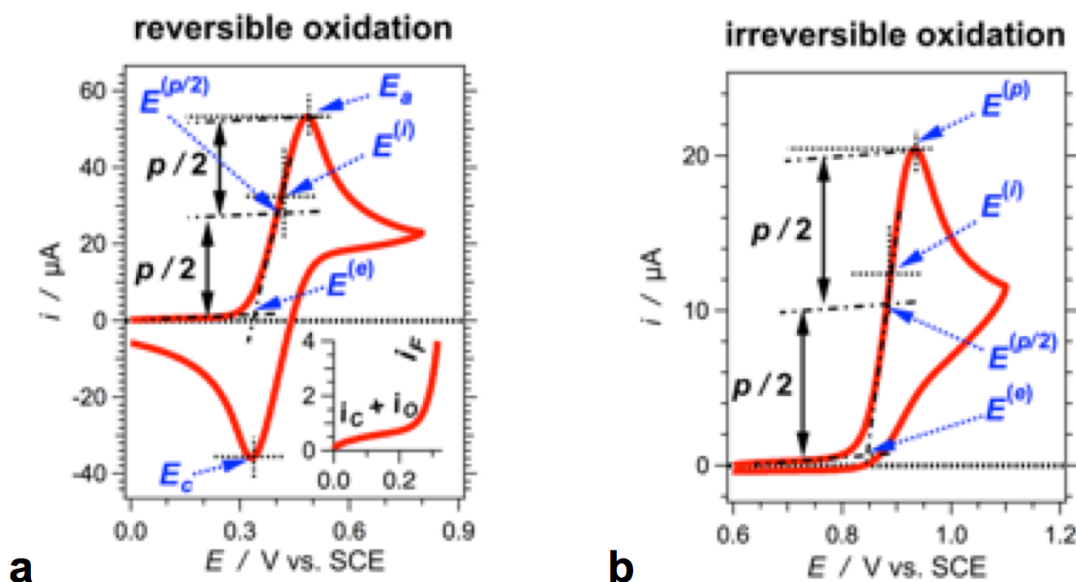 reversible oxidation
E(p/2)
Ea
E(i)
p / 2
p / 2
E(e)
Ec
iC + iO
iF
4
2
0
0.0 0.2
60
40
20
0
-20
-40
i / µA
0.0 0.3 0.6 0.9
E / V vs. SCE
a
irreversible oxidation
E(p)
E(i)
p / 2
E(p/2)
p / 2
E(e)
20
10
0
i / µA
0.6 0.8 1.0 1.2
E / V vs. SCE
b